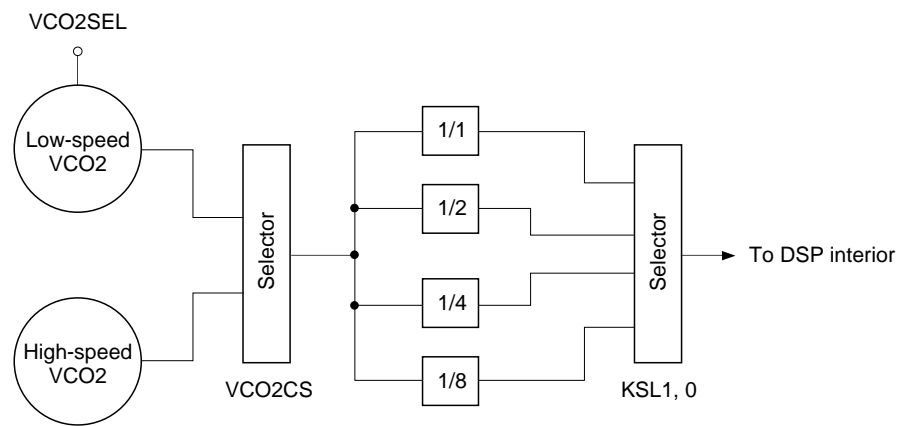 VCO2SEL
Low-speed
VCO2
High-speed
VCO2
Selector
VCO2CS
1/1
1/2
1/4
1/8
Selector
KSL1, 0
To DSP interior